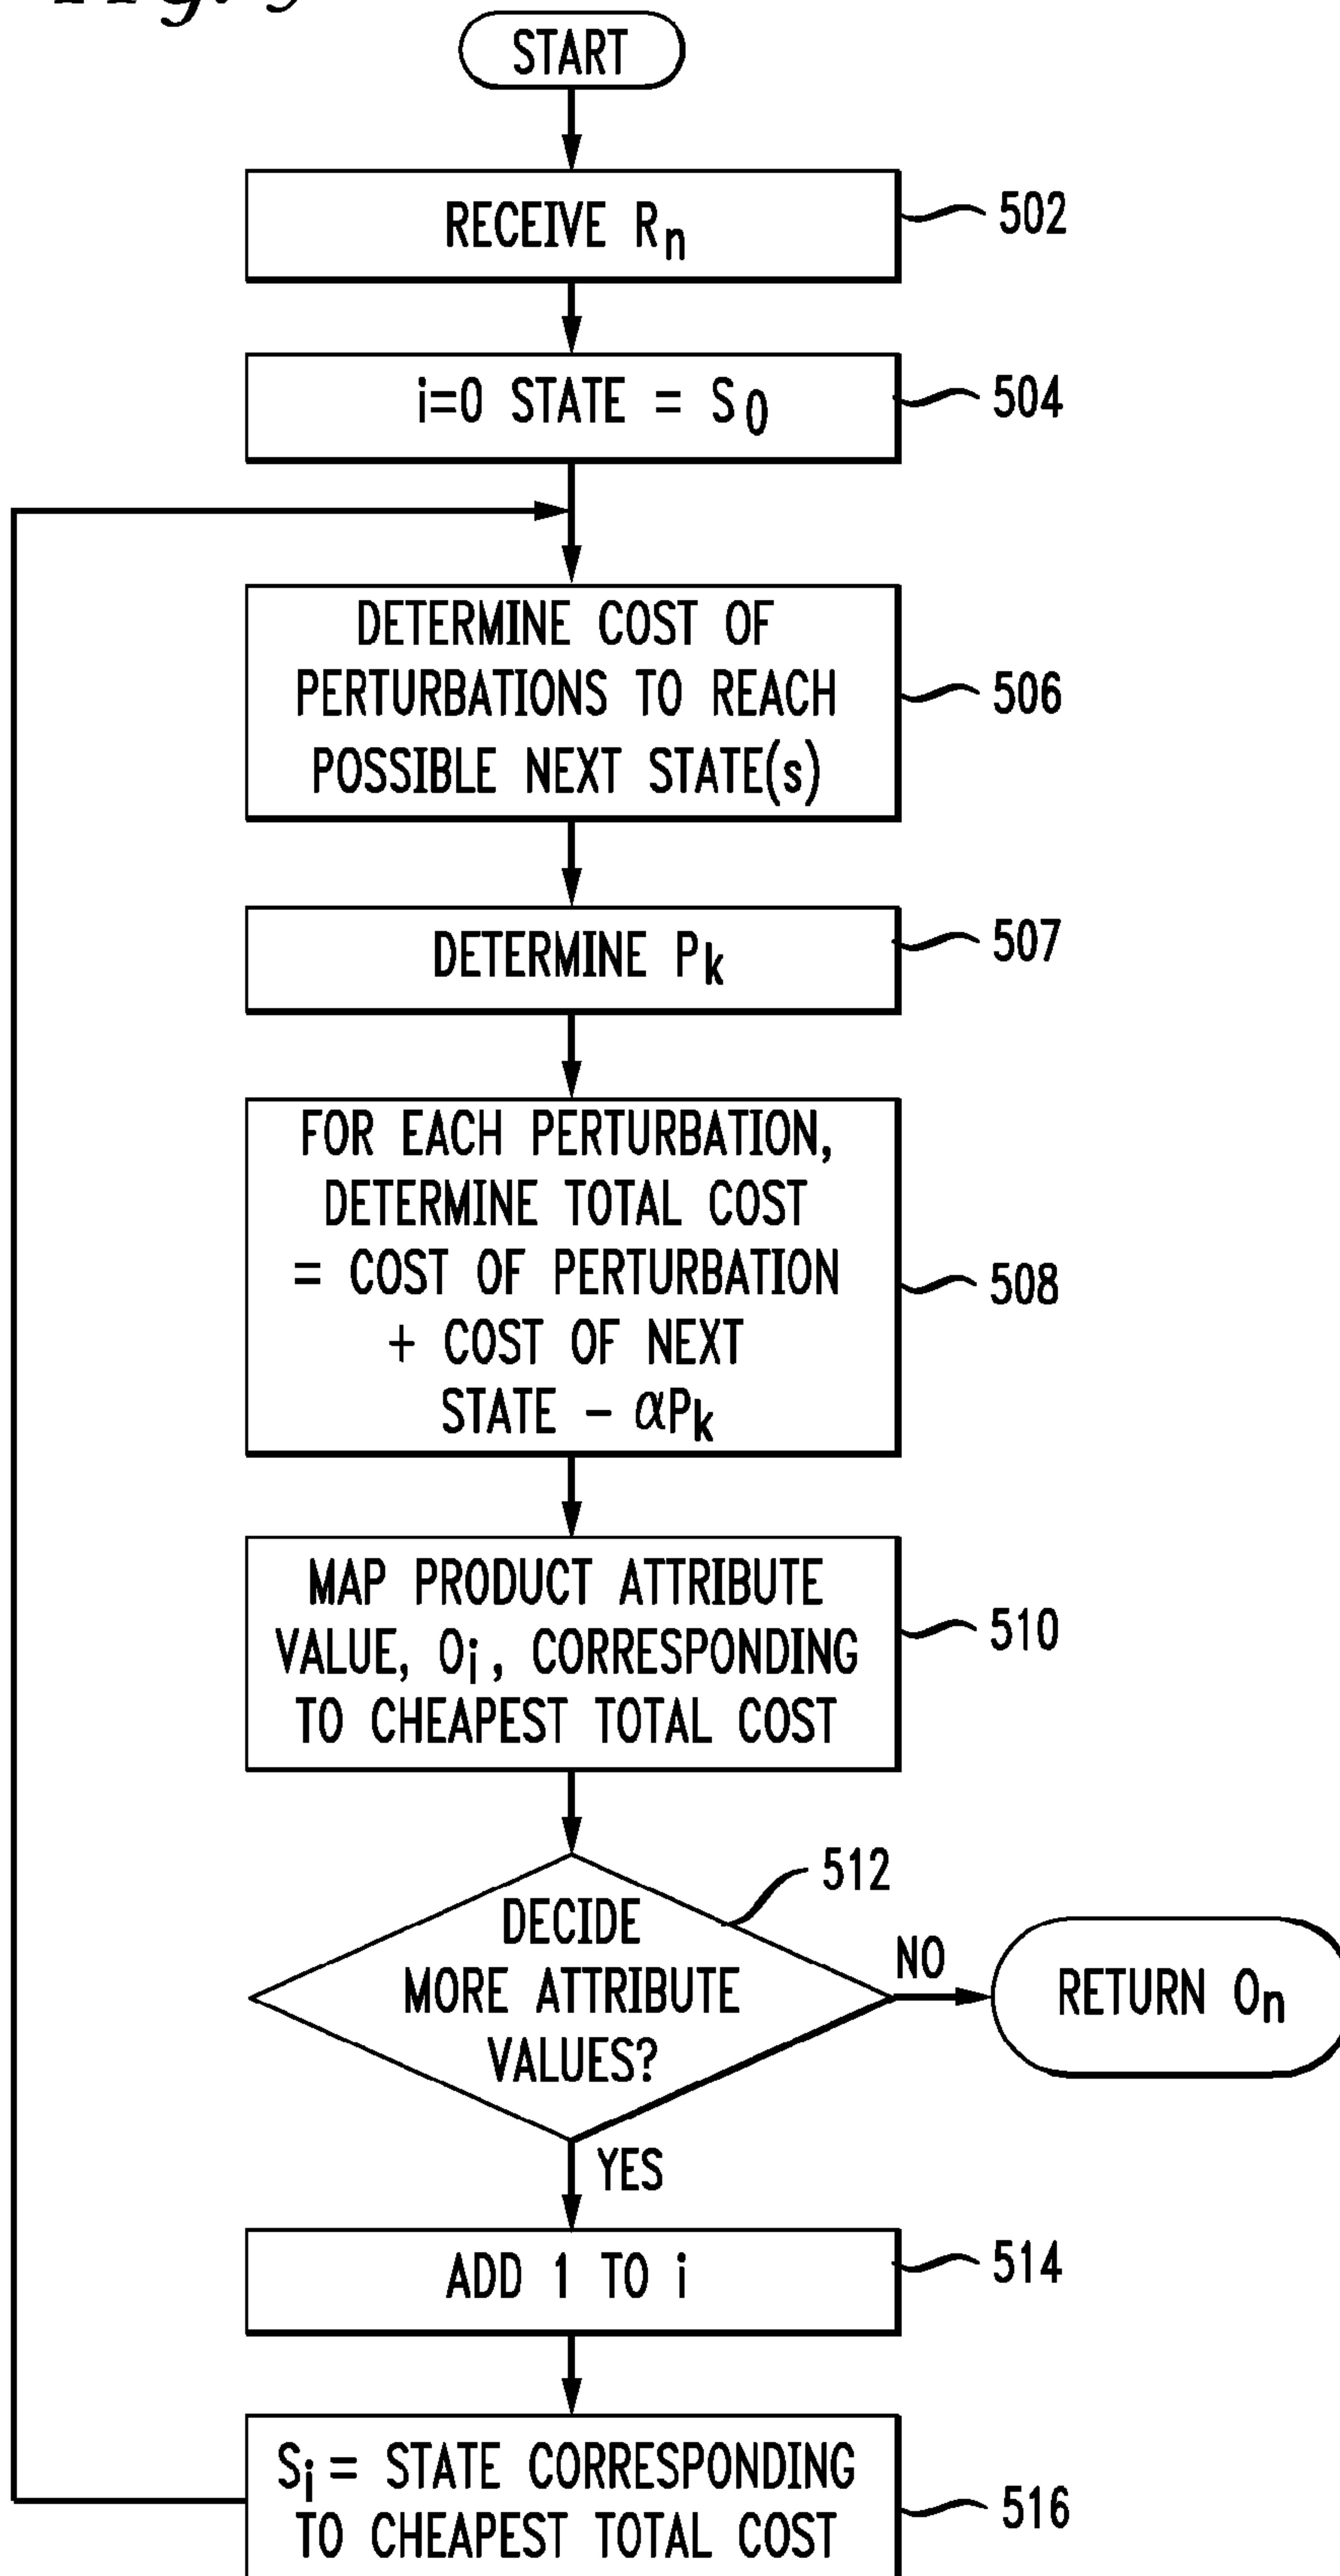 START
RECEIVE Rn
502
i=0 STATE = S0
504
DETERMINE COST OF
PERTURBATIONS TO REACH
POSSIBLE NEXT STATE(s)
506
DETERMINE Pk
507
FOR EACH PERTURBATION,
DETERMINE TOTAL COST
= COST OF PERTURBATION
+ COST OF NEXT
STATE - αPk
508
MAP PRODUCT ATTRIBUTE
VALUE, Oi, CORRESPONDING
TO CHEAPEST TOTAL COST
510
512
DECIDE
MORE ATTRIBUTE
VALUES?
NO
RETURN On
YES
ADD 1 TO i
514
Si = STATE CORRESPONDING
TO CHEAPEST TOTAL COST
516